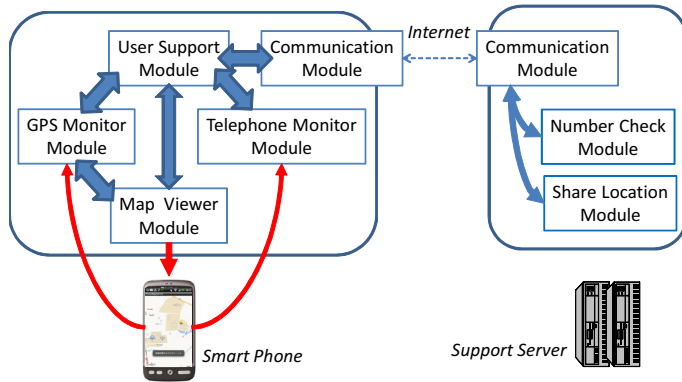 User Support
Module
Communication
Module
Internet
Communication
Module
GPS Monitor
Module
Telephone Monitor
Module
Number Check
Module
Map Viewer
Module
Share Location
Module
Smart Phone
Support Server